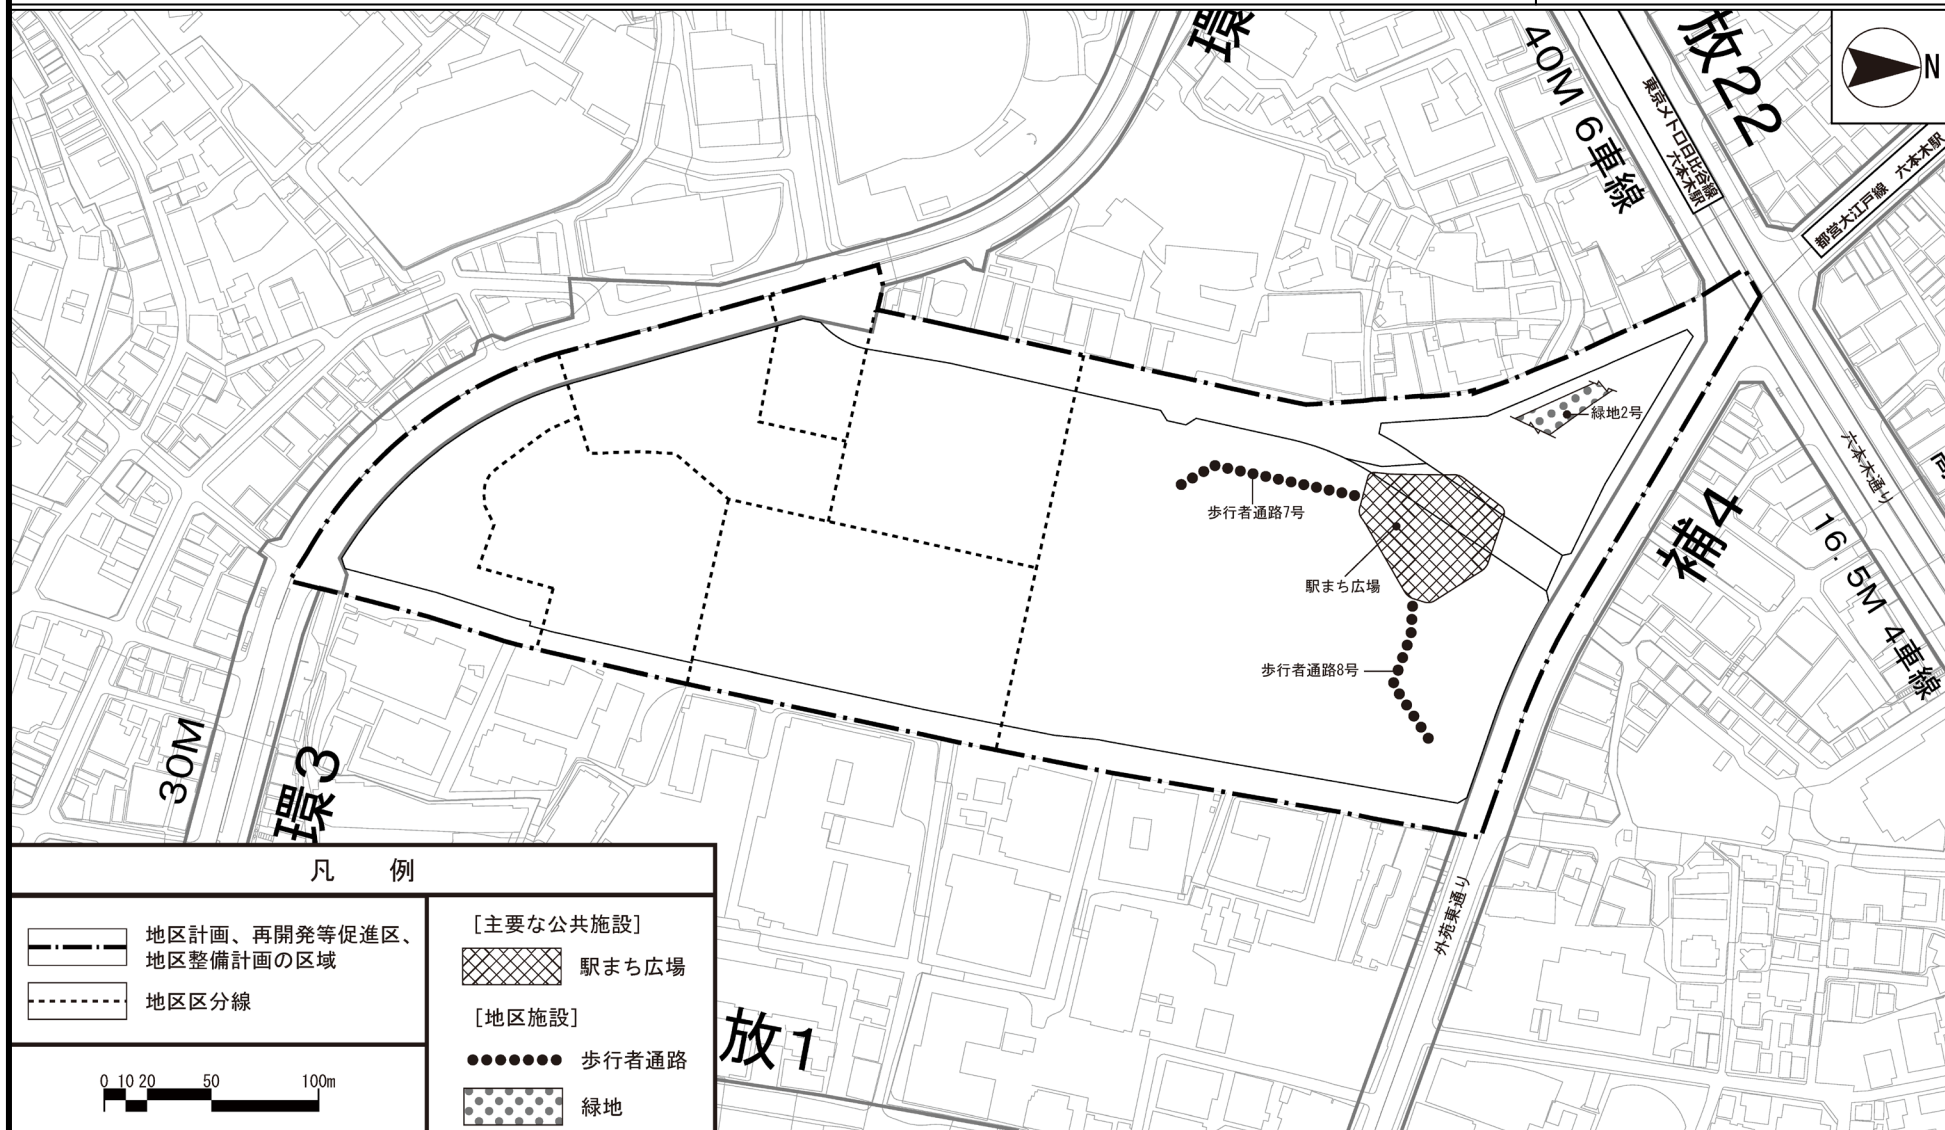 環
40M 6車線
放22
N
東京メトロ日比谷線
六本木駅
都営大江戸線 六本木駅
緑地2号
六本木通り
補4
16.5M 4車線
歩行者通路7号
駅まち広場
歩行者通路8号
30M
環3
外苑東通り
放1
凡 例
地区計画、再開発等促進区、
地区整備計画の区域
地区区分線
0 10 20 50 100m
[主要な公共施設]
駅まち広場
[地区施設]
歩行者通路
緑地